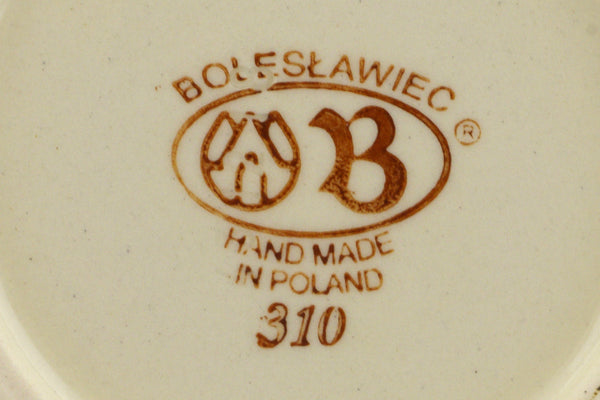 BOLESŁAWIEC
B ®
HAND MADE
IN POLAND
310